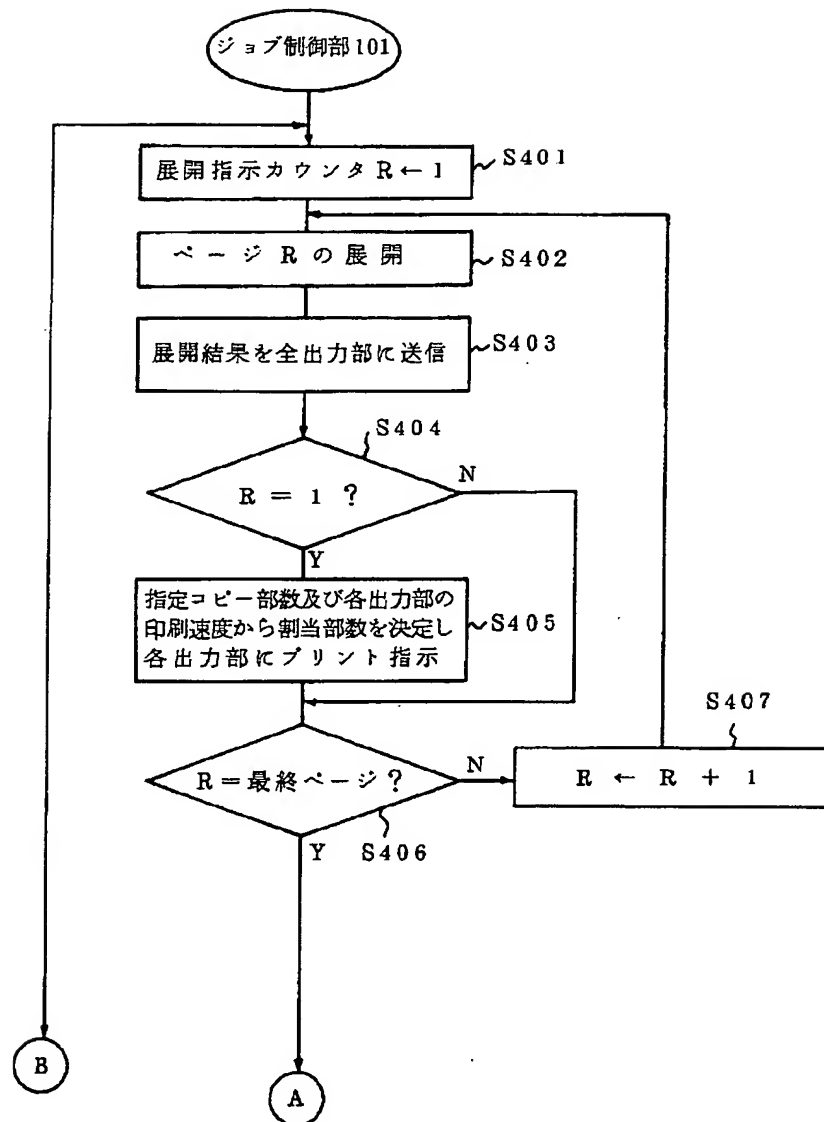 ジョブ制御部101
展開指示カウンタR←1
S401
ページRの展開
S402
展開結果を全出力部に送信
S403
S404
R=1?
N
Y
指定コピー部数及び各出力部の
印刷速度から割当部数を決定し
各出力部にプリント指示
S405
S407
R=最終ページ?
N
R←R+1
Y
S406
B
A